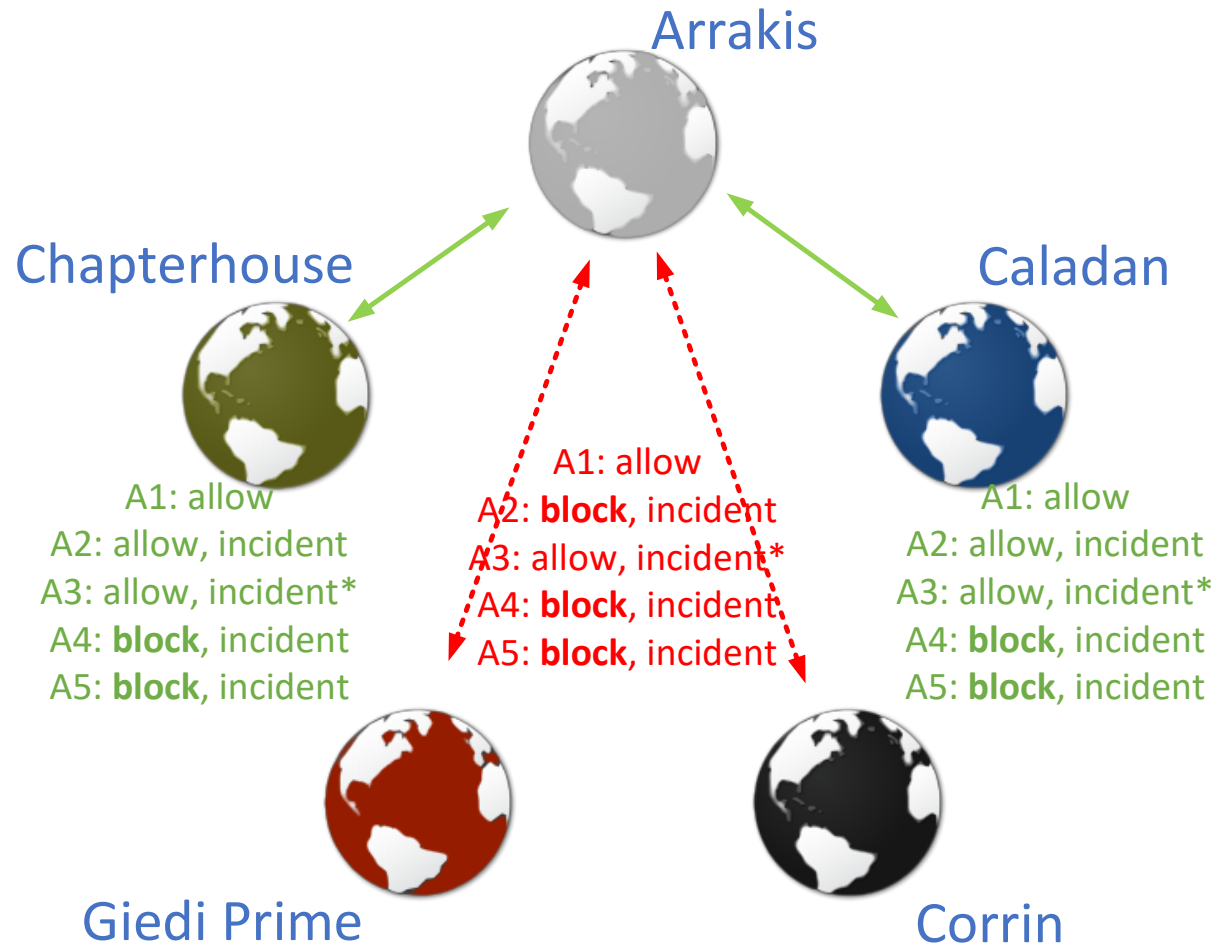 Arrakis
Chapterhouse
Caladan
A1: allow
A2: allow, incident
A3: allow, incident*
A4: block, incident
A5: block, incident
A1: allow
A2: block, incident
A3: allow, incident*
A4: block, incident
A5: block, incident
A1: allow
A2: allow, incident
A3: allow, incident*
A4: block, incident
A5: block, incident
Giedi Prime
Corrin